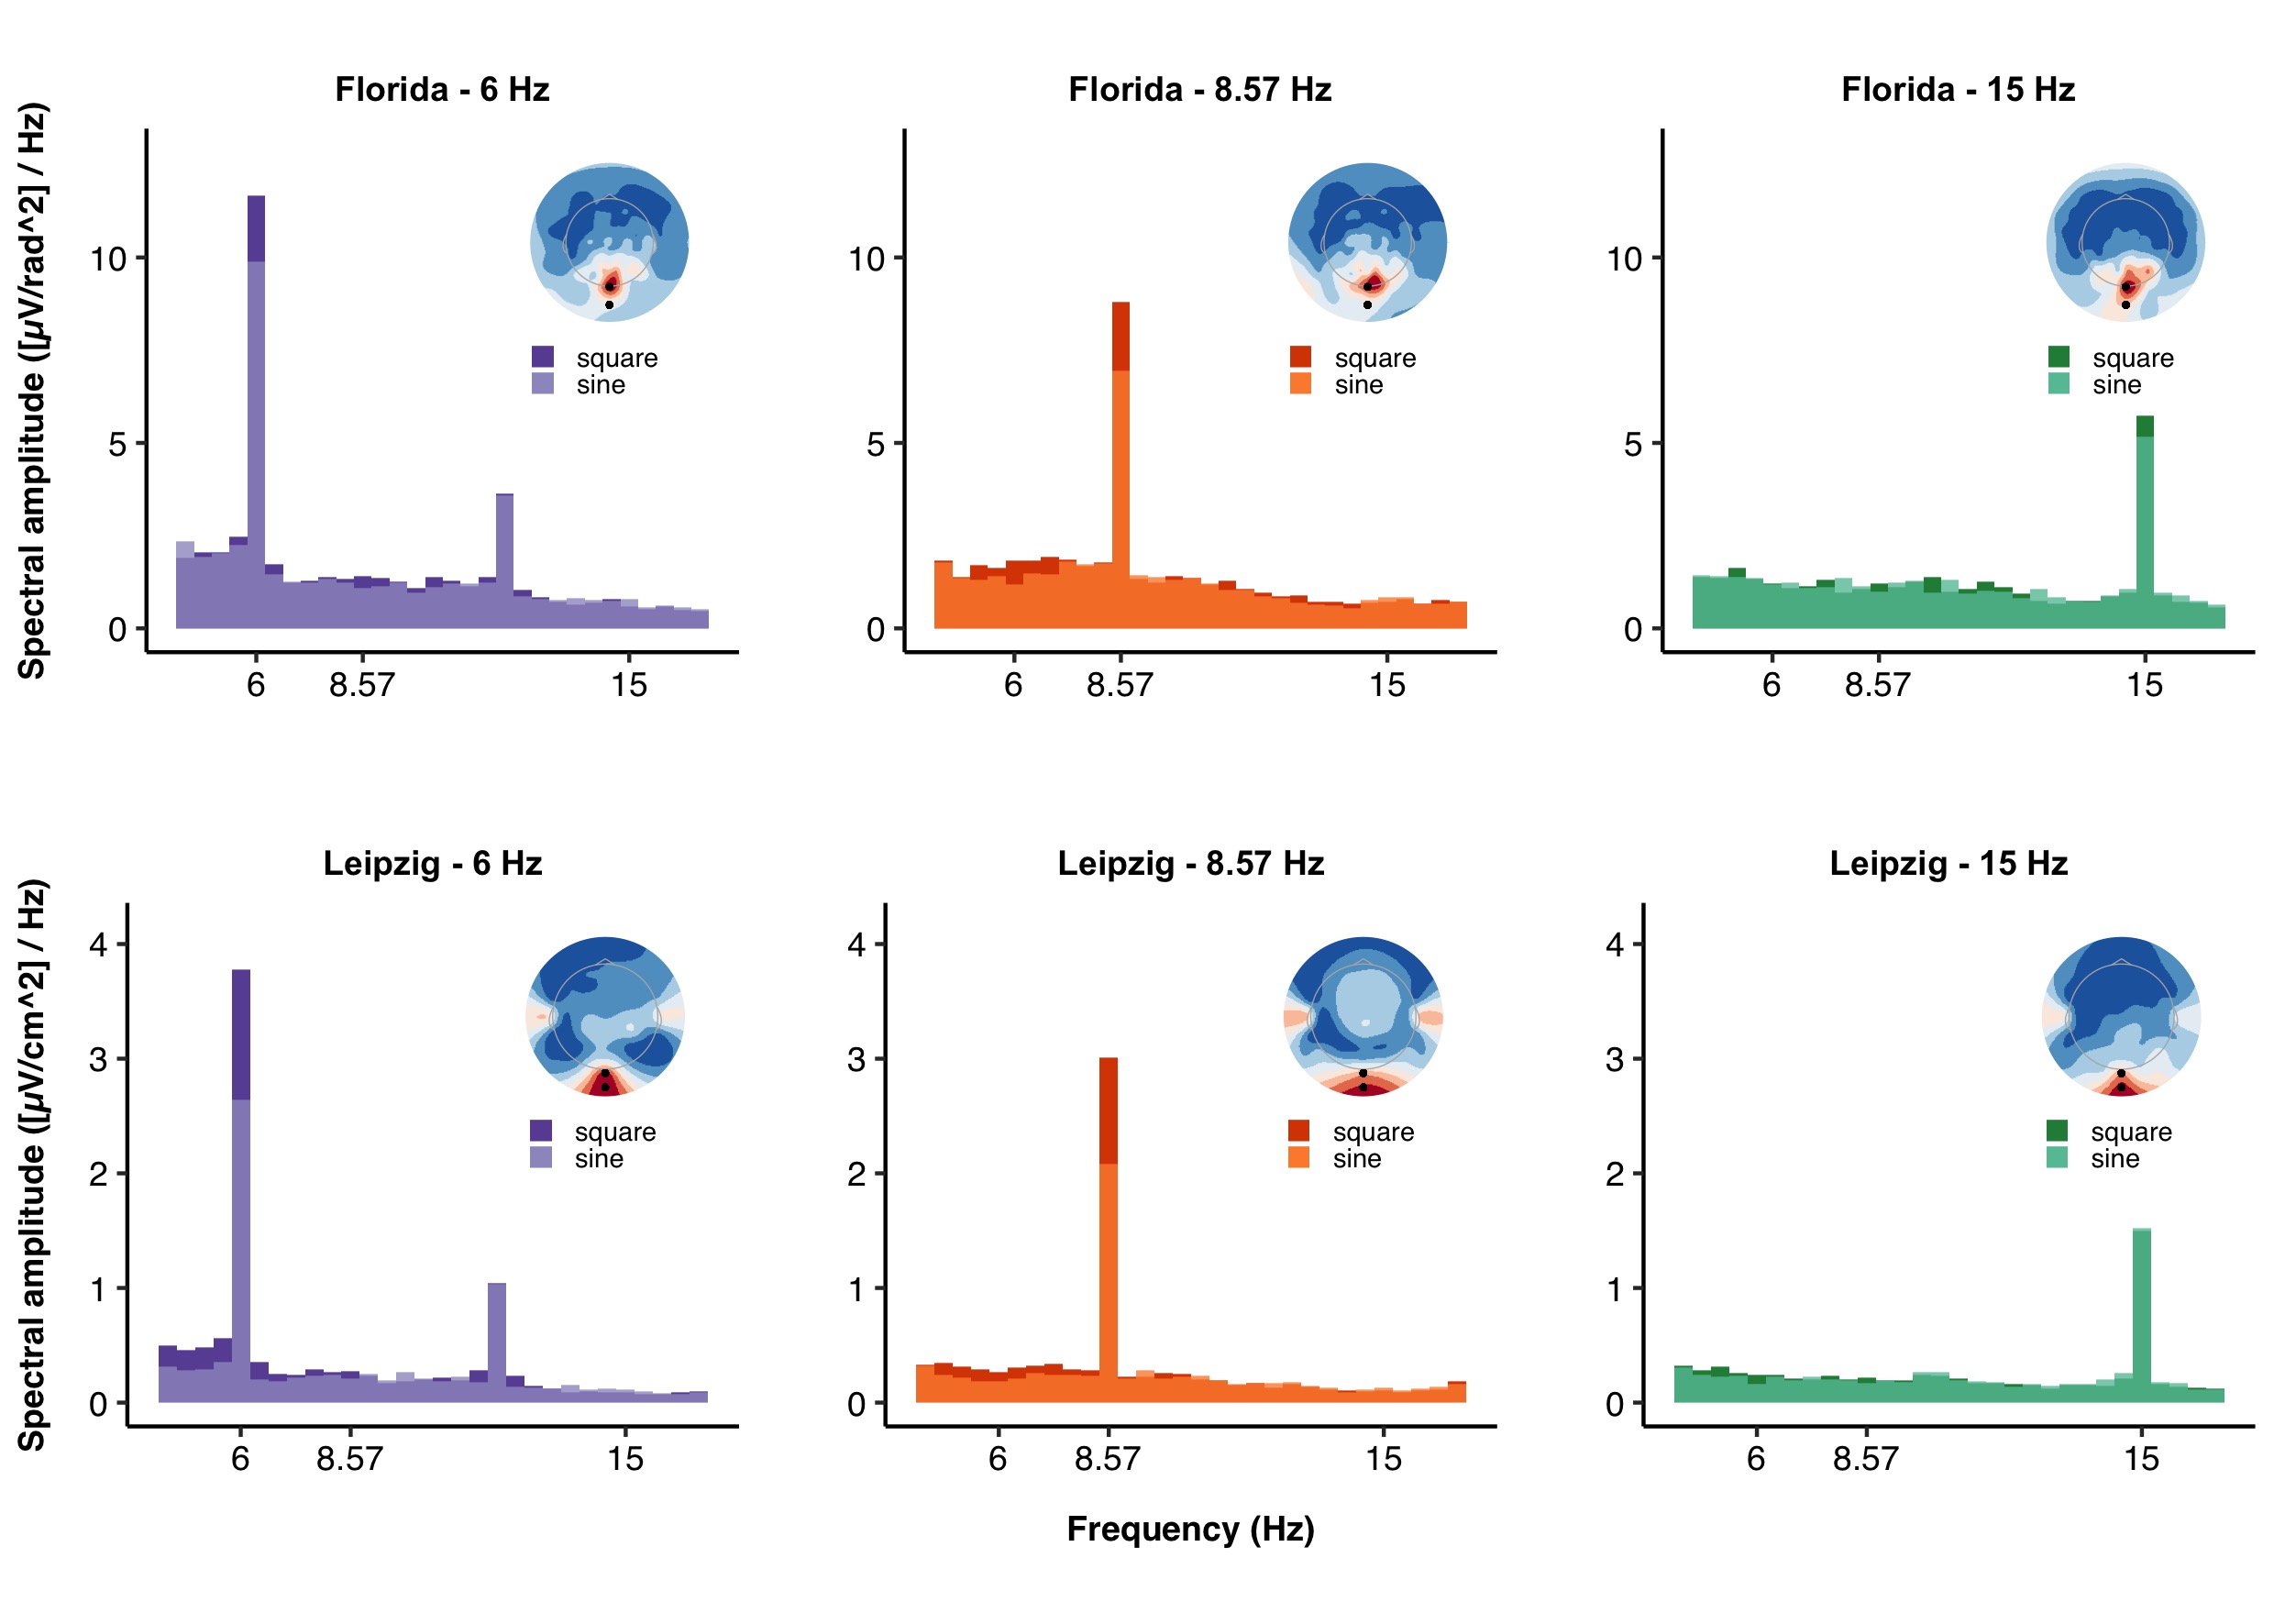 Florida - 6 Hz
Florida - 8.57 Hz
Florida - 15 Hz
Spectral amplitude ([μV/rad^2] / Hz)
10
5
0
square
sine
6
8.57
15
10
5
0
square
sine
6
8.57
15
10
5
0
square
sine
6
8.57
15
Leipzig - 6 Hz
Leipzig - 8.57 Hz
Leipzig - 15 Hz
Spectral amplitude ([μV/cm^2] / Hz)
4
3
2
1
0
square
sine
6
8.57
15
4
3
2
1
0
square
sine
6
8.57
15
4
3
2
1
0
square
sine
6
8.57
15
Frequency (Hz)